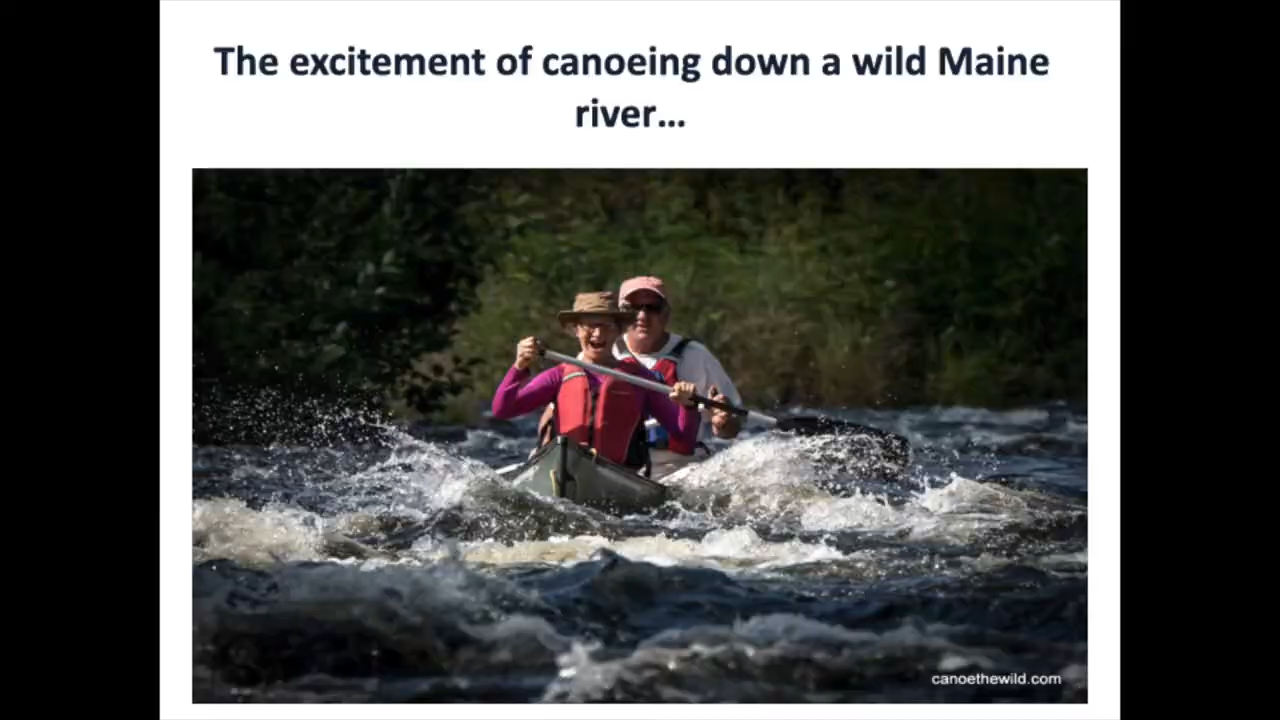 The excitement of canoeing down a wild Maine
river...
canoethewild.com